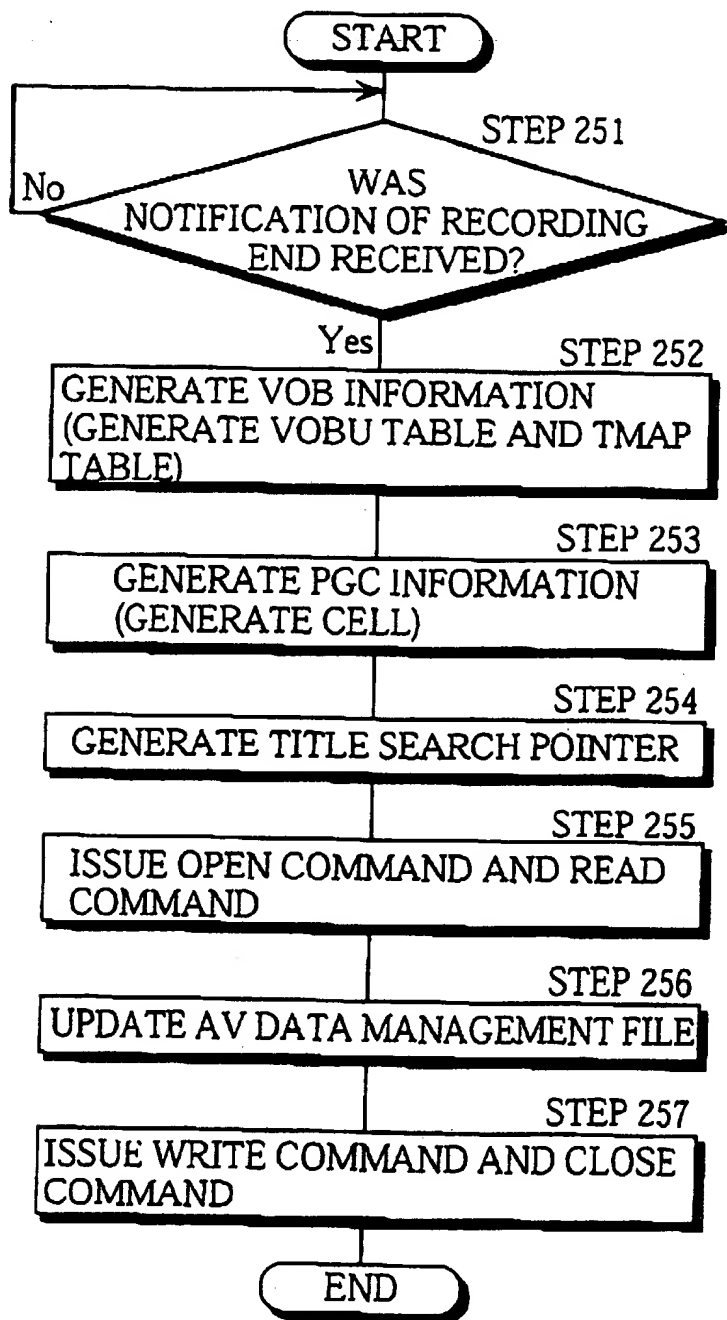 START
STEP 251
No
WAS
NOTIFICATION OF RECORDING
END RECEIVED?
Yes
STEP 252
GENERATE VOB INFORMATION
(GENERATE VOBU TABLE AND TMAP
TABLE)
STEP 253
GENERATE PGC INFORMATION
(GENERATE CELL)
STEP 254
GENERATE TITLE SEARCH POINTER
STEP 255
ISSUE OPEN COMMAND AND READ
COMMAND
STEP 256
UPDATE AV DATA MANAGEMENT FILE
STEP 257
ISSUE WRITE COMMAND AND CLOSE
COMMAND
END